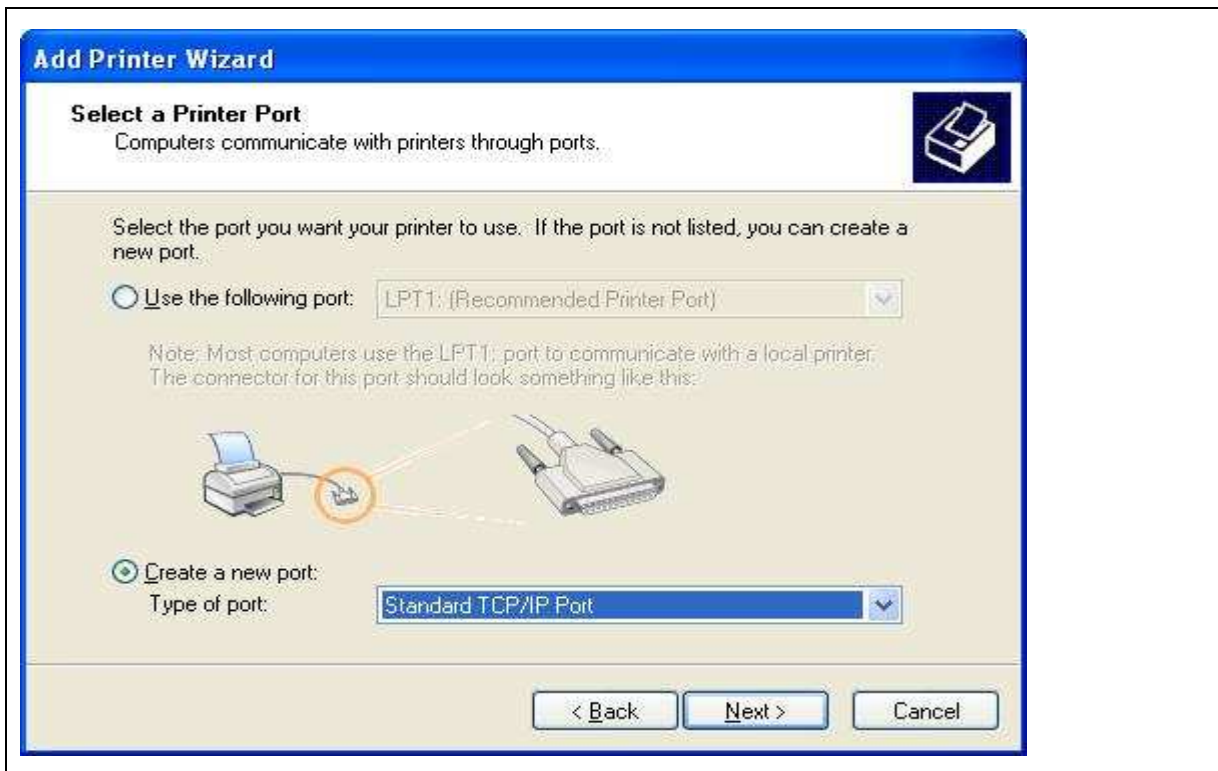 Add Printer Wizard
Select a Printer Port
Computers communicate with printers through ports.
Select the port you want your printer to use.  If the port is not listed, you can create a
new port.
Use the following port: LPT1: (Recommended Printer Port)
Note: Most computers use the LPT1: port to communicate with a local printer.
The connector for this port should look something like this:
Create a new port:
Type of port: Standard TCP/IP Port
< Back Next > Cancel